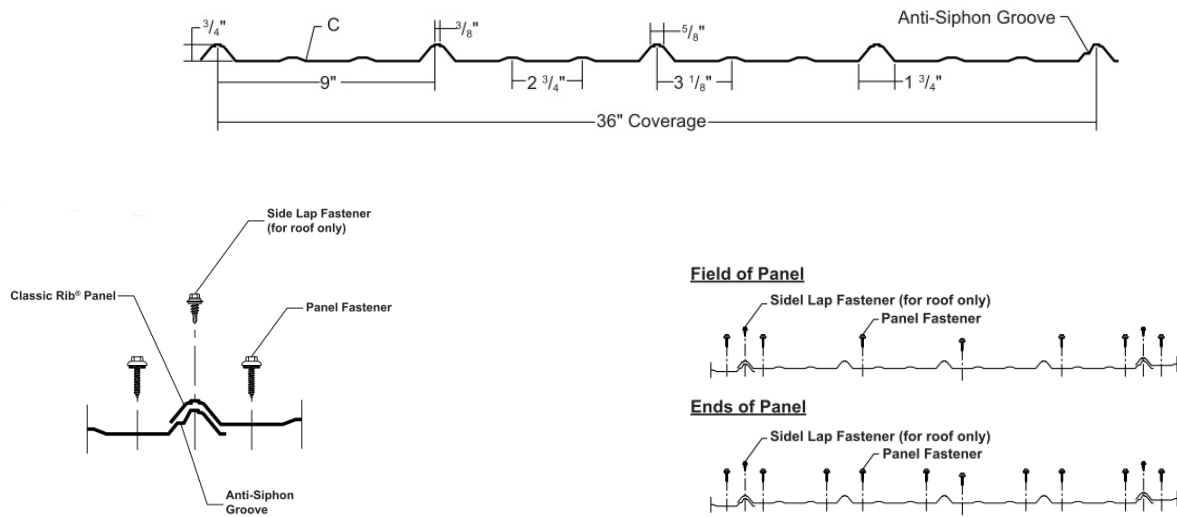 3/4"
C
3/8"
5/8"
Anti-Siphon Groove
9"
2 3/4"
3 1/8"
1 3/4"
36" Coverage
Side Lap Fastener
(for roof only)
Classic Rib® Panel
Panel Fastener
Anti-Siphon
Groove
Field of Panel
Sidel Lap Fastener (for roof only)
Panel Fastener
Ends of Panel
Sidel Lap Fastener (for roof only)
Panel Fastener